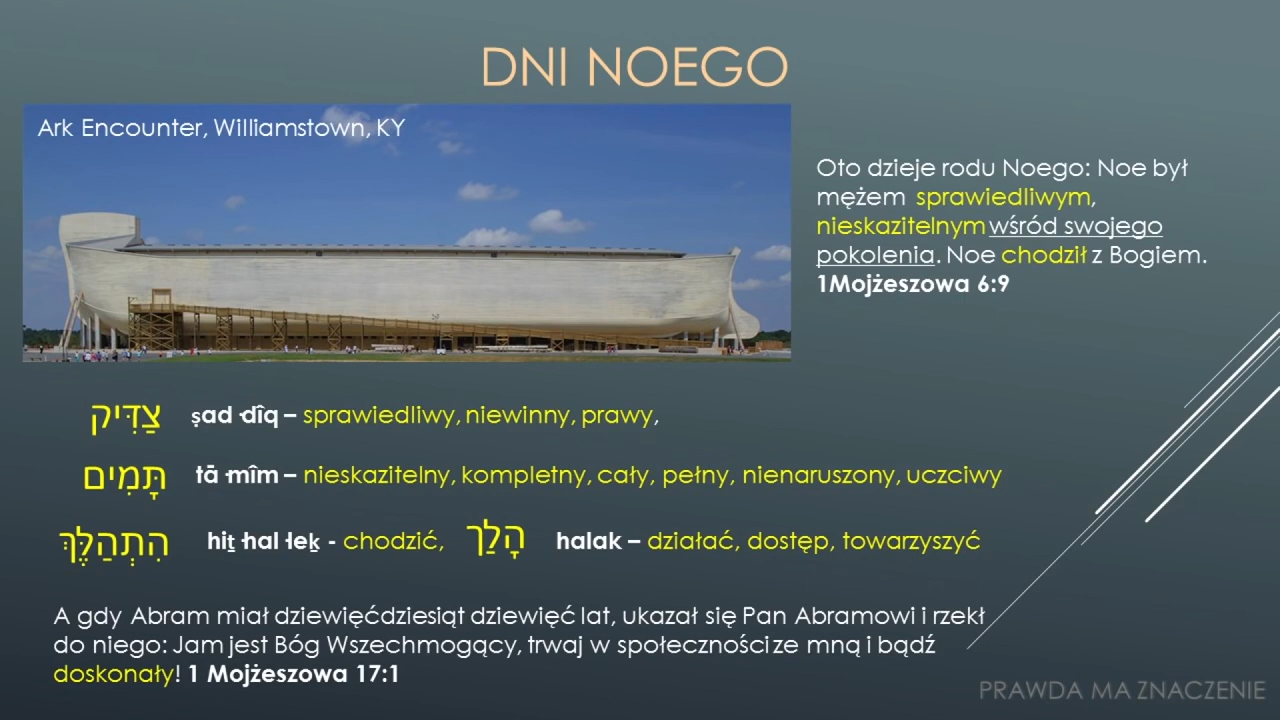 DNI NOEGO
Ark Encounter, Williamstown, KY
Oto dzieje rodu Noego: Noe był
mężem sprawiedliwym,
nieskazitelnym wśród swojego
pokolenia. Noe chodził z Bogiem.
1Mojżeszowa 6:9
צַדִּיק ṣad·dîq – sprawiedliwy, niewinny, prawy,
תָּמִים tā·mîm – nieskazitelny, kompletny, cały, pełny, nienaruszony, uczciwy
הִתְהַלֶּךְ hiṯ·hal·leḵ - chodzić, הָלַך halak – działać, dostęp, towarzyszyć
A gdy Abram miał dziewięćdziesiąt dziewięć lat, ukazał się Pan Abramowi i rzekł
do niego: Jam jest Bóg Wszechmogący, trwaj w społeczności ze mną i bądź
doskonały! 1 Mojżeszowa 17:1
PRAWDA MA ZNACZENIE